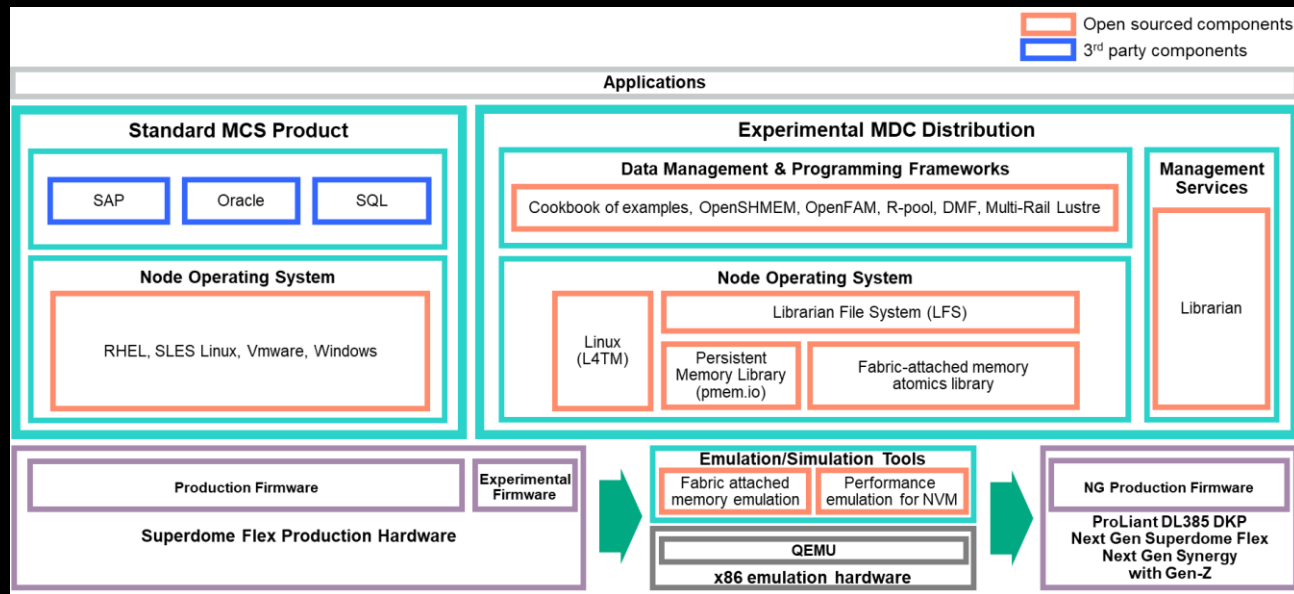 Open sourced components
3rd party components
Applications
Standard MCS Product
SAP
Oracle
SQL
Node Operating System
RHEL, SLES Linux, Vmware, Windows
Experimental MDC Distribution
Data Management & Programming Frameworks
Cookbook of examples, OpenSHMEM, OpenFAM, R-pool, DMF, Multi-Rail Lustre
Node Operating System
Linux
(L4TM)
Librarian File System (LFS)
Persistent
Memory Library
(pmem.io)
Fabric-attached memory
atomics library
Management
Services
Librarian
Production Firmware
Experimental
Firmware
Superdome Flex Production Hardware
Emulation/Simulation Tools
Fabric attached
memory emulation
Performance
emulation for NVM
QEMU
x86 emulation hardware
NG Production Firmware
ProLiant DL385 DKP
Next Gen Superdome Flex
Next Gen Synergy
with Gen-Z